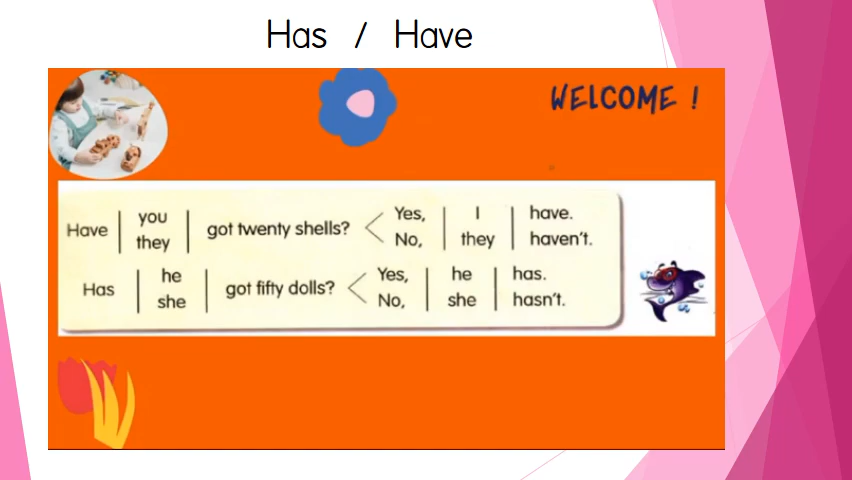 Has / Have
WELCOME !
Have you they got twenty shells? Yes, No, I they have. haven't.
Has he she got fifty dolls? Yes, No, he she has. hasn't.